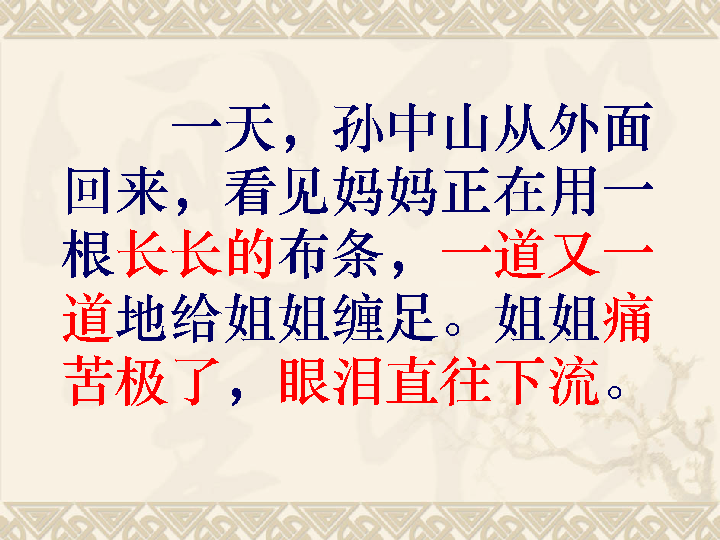 一天，孙中山从外面
回来，看见妈妈正在用一
根长长的布条，一道又一
道地给姐姐缠足。姐姐痛
苦极了，眼泪直往下流。